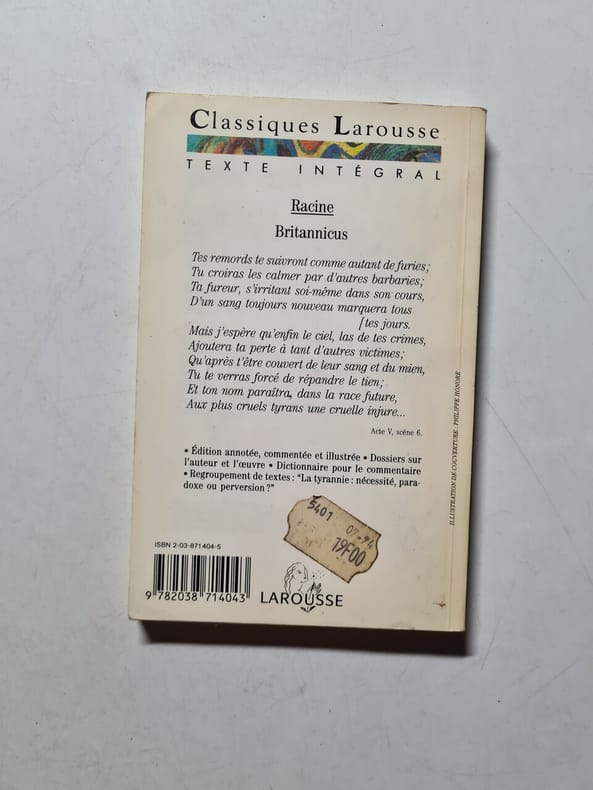 Classiques Larousse
TEXTE INTÉGRAL
Racine
Britannicus
Tes remords te suivront comme autant de furies;
Tu croiras les calmer par d'autres barbaries;
Ta fureur, s'irritant soi-même dans son cours,
D'un sang toujours nouveau marquera tous
[tes jours.
Mais j'espère qu'enfin le ciel, las de tes crimes,
Ajoutera ta perte à tant d'autres victimes;
Qu'après t'être couvert de leur sang et du mien,
Tu te verras forcé de répandre le tien;
Et ton nom paraîtra, dans la race future,
Aux plus cruels tyrans une cruelle injure...
Acte V, scène 6.
• Édition annotée, commentée et illustrée • Dossiers sur
l'auteur et l'œuvre • Dictionnaire pour le commentaire
• Regroupement de textes : "La tyrannie : nécessité, para-
doxe ou perversion ?"
ILLUSTRATION DE COUVERTURE : PHILIPPE HONORÉ
5401
07-94
19F00
ISBN 2-03-871404-5
9 782038 714043
LAROUSSE